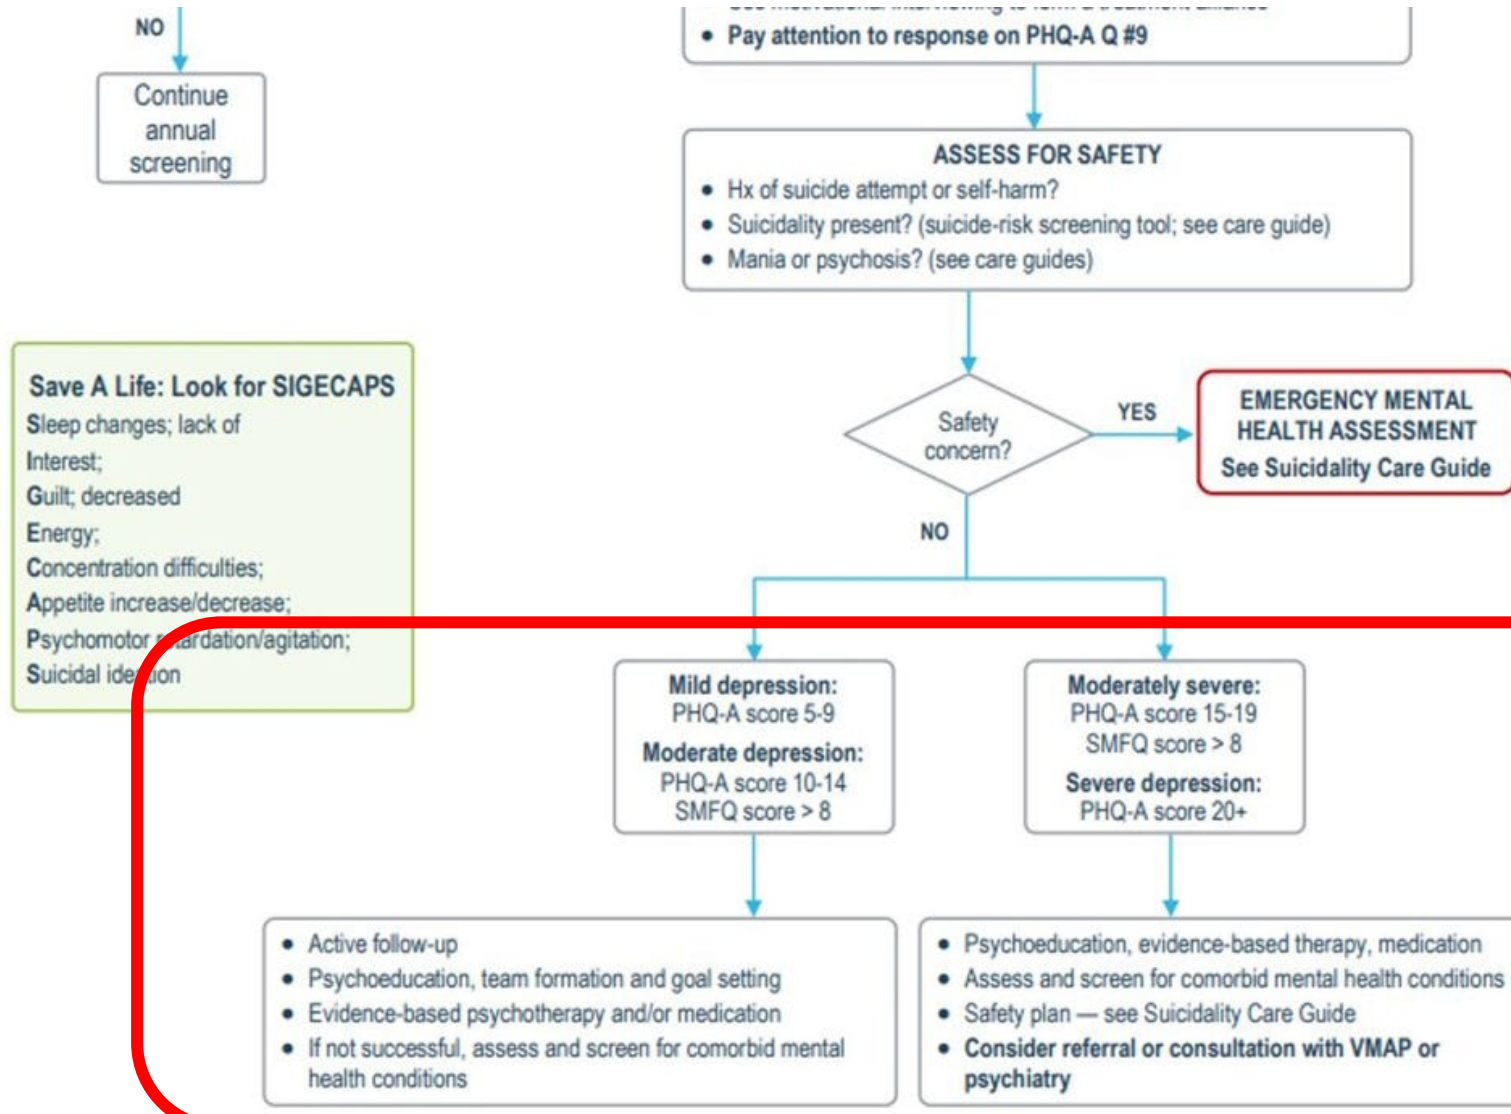 NO
Continue
annual
screening
• Pay attention to response on PHQ-A Q #9
ASSESS FOR SAFETY
• Hx of suicide attempt or self-harm?
• Suicidality present? (suicide-risk screening tool; see care guide)
• Mania or psychosis? (see care guides)
Save A Life: Look for SIGECAPS
Sleep changes; lack of
Interest;
Guilt; decreased
Energy;
Concentration difficulties;
Appetite increase/decrease;
Psychomotor retardation/agitation;
Suicidal ideation
Safety
concern?
YES
EMERGENCY MENTAL
HEALTH ASSESSMENT
See Suicidality Care Guide
NO
Mild depression:
PHQ-A score 5-9
Moderate depression:
PHQ-A score 10-14
SMFQ score > 8
Moderately severe:
PHQ-A score 15-19
SMFQ score > 8
Severe depression:
PHQ-A score 20+
• Active follow-up
• Psychoeducation, team formation and goal setting
• Evidence-based psychotherapy and/or medication
• If not successful, assess and screen for comorbid mental
health conditions
• Psychoeducation, evidence-based therapy, medication
• Assess and screen for comorbid mental health conditions
• Safety plan — see Suicidality Care Guide
• Consider referral or consultation with VMAP or
psychiatry